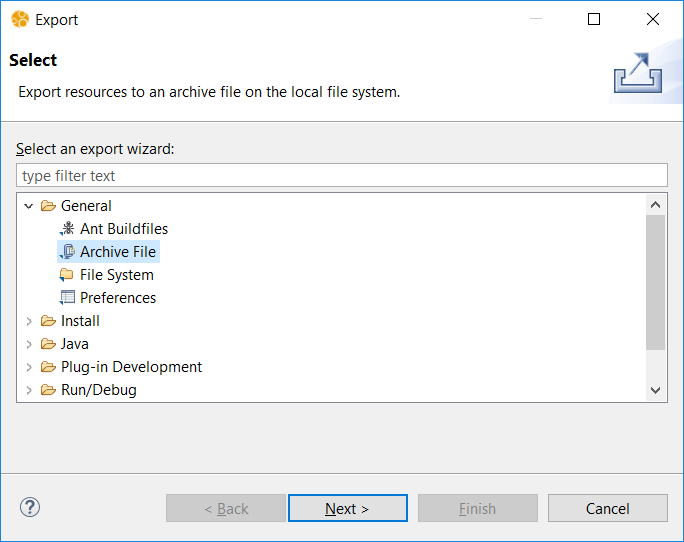 Export
Select
Export resources to an archive file on the local file system.
Select an export wizard:
type filter text
General
Ant Buildfiles
Archive File
File System
Preferences
Install
Java
Plug-in Development
Run/Debug
?
< Back
Next >
Finish
Cancel